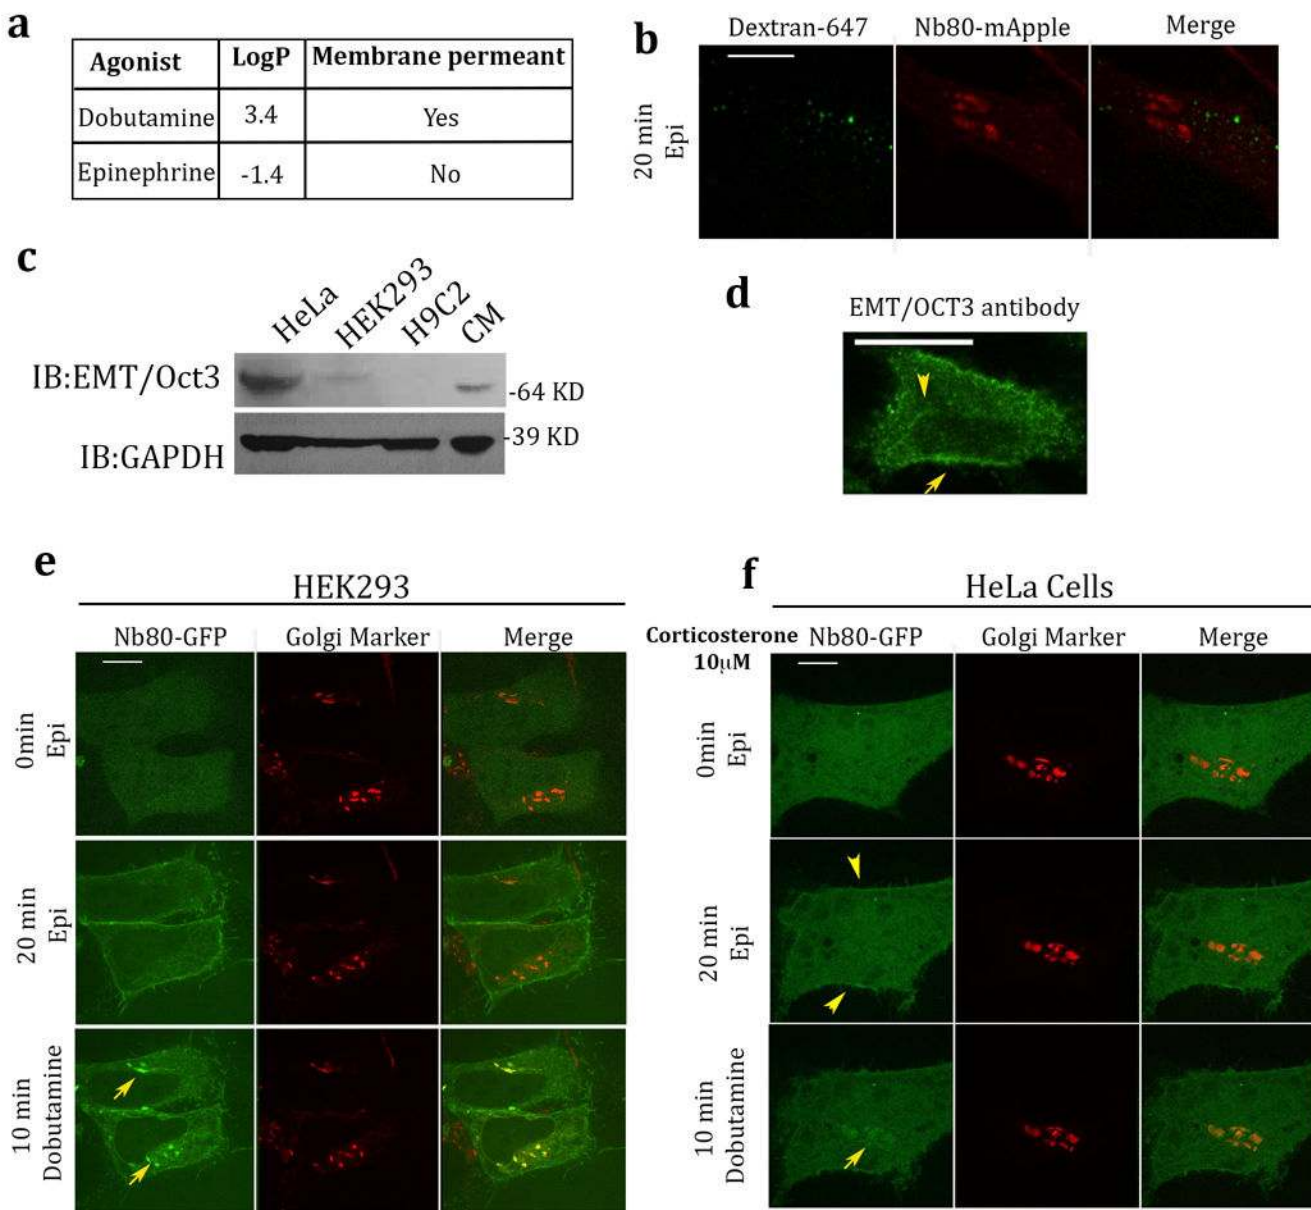 a
Agonist LogP Membrane permeant
Dobutamine 3.4 Yes
Epinephrine -1.4 No
b
Dextran-647 Nb80-mApple Merge
20 min
Epi
c
HeLa HEK293 H9C2 CM
IB:EMT/Oct3
-64 KD
IB:GAPDH
-39 KD
d
EMT/OCT3 antibody
e
HEK293
Nb80-GFP Golgi Marker Merge
0min
Epi
20 min
Epi
10 min
Dobutamine
f
HeLa Cells
Corticosterone
10μM
Nb80-GFP Golgi Marker Merge
0min
Epi
20 min
Epi
10 min
Dobutamine